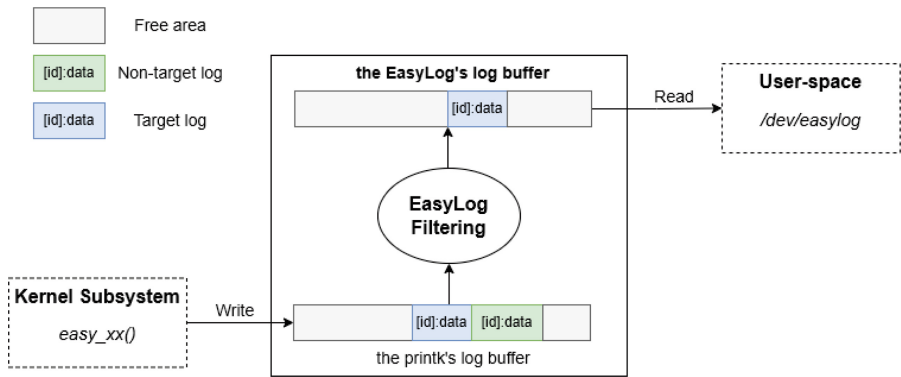 Free area
[id]:data Non-target log
[id]:data Target log
the EasyLog's log buffer
[id]:data
Read
User-space
/dev/easylog
EasyLog
Filtering
Kernel Subsystem
easy_xx()
Write
[id]:data [id]:data
the printk's log buffer